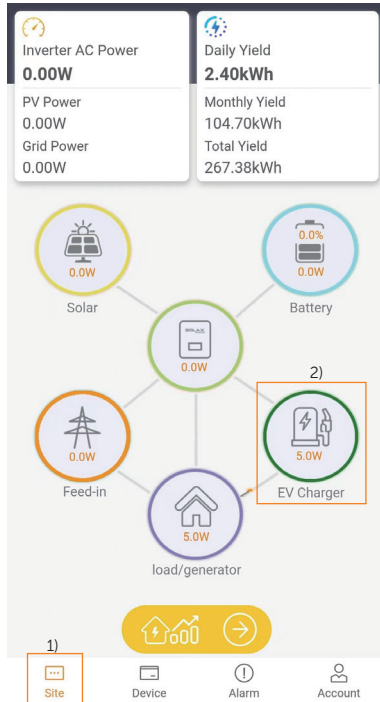 Inverter AC Power
0.00W
PV Power
0.00W
Grid Power
0.00W
Daily Yield
2.40kWh
Monthly Yield
104.70kWh
Total Yield
267.38kWh
0.0W
Solar
0.0%
0.0W
Battery
SOLAX
0.0W
2)
0.0W
Feed-in
5.0W
EV Charger
5.0W
load/generator
1)
Site
Device
Alarm
Account